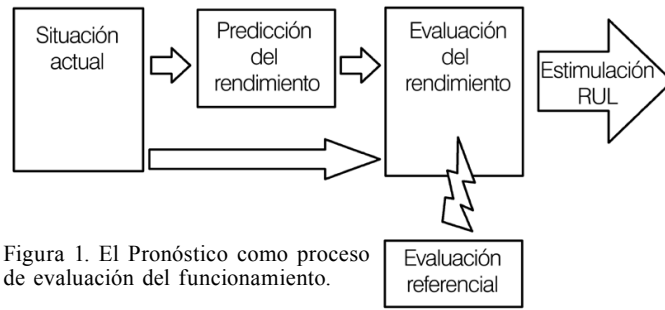 Situación
actual
Predicción
del
rendimiento
Evaluación
del
rendimiento
Estimulación
RUL
Evaluación
referencial
Figura 1. El Pronóstico como proceso
de evaluación del funcionamiento.